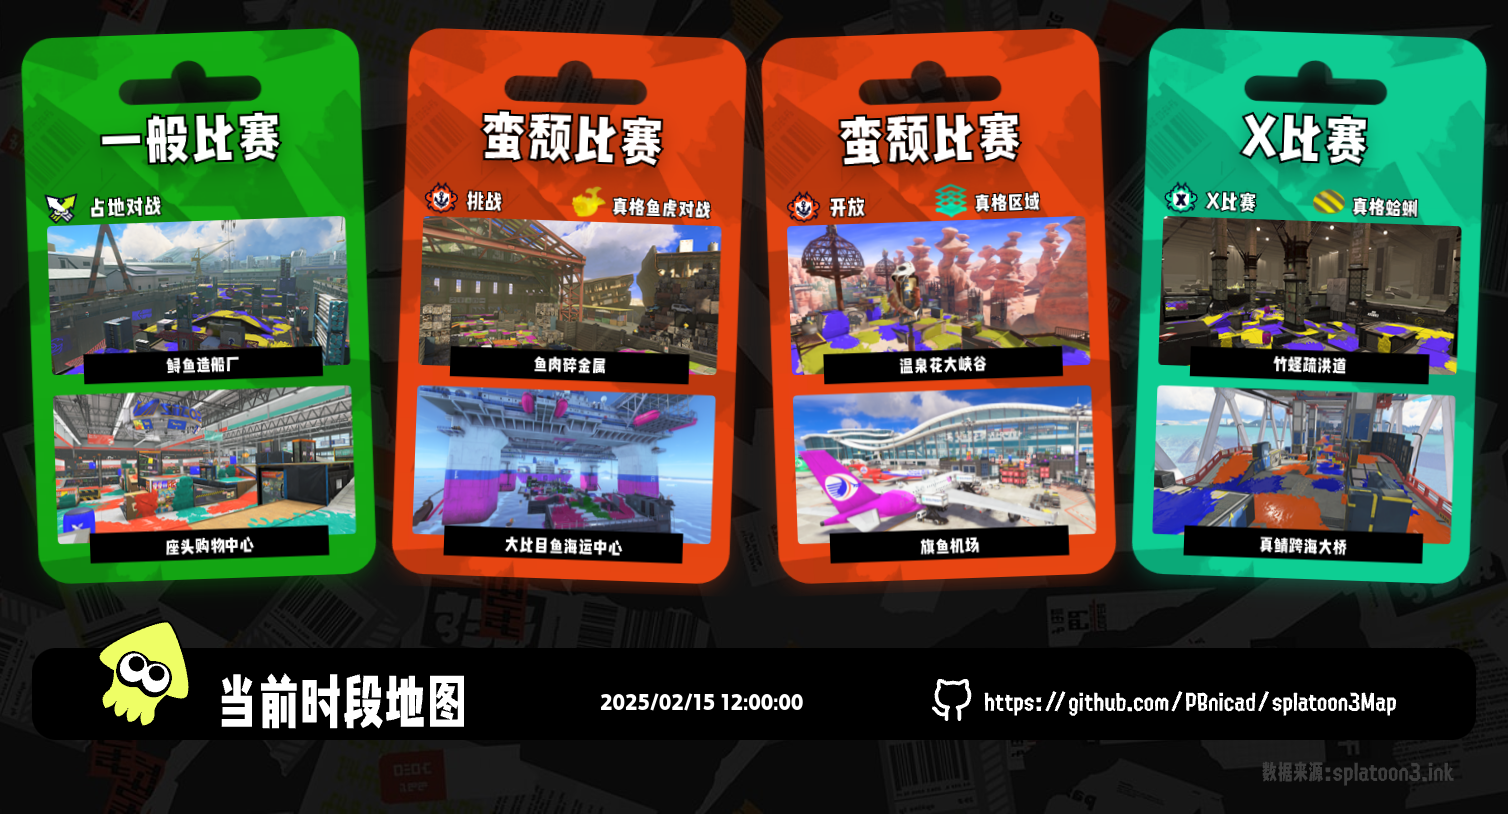 一般比赛
占地对战
鲟鱼造船厂
座头购物中心
蛮颓比赛
挑战
真格鱼虎对战
鱼肉碎金属
大比目鱼海运中心
蛮颓比赛
开放
真格区域
温泉花大峡谷
旗鱼机场
X比赛
X比赛
真格蛤蜊
竹蛏疏洪道
真鲭跨海大桥
当前时段地图
2025/02/15 12:00:00
https://github.com/PBnicad/splatoon3Map
数据来源:splatoon3.ink